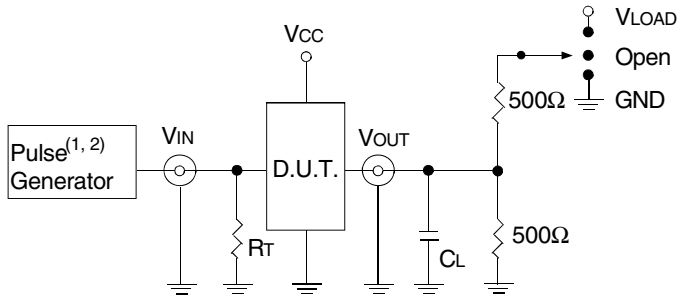 VLOAD
VCC
Open
500Ω
GND
Pulse(1, 2)
Generator
VIN
D.U.T.
VOUT
RT
CL
500Ω